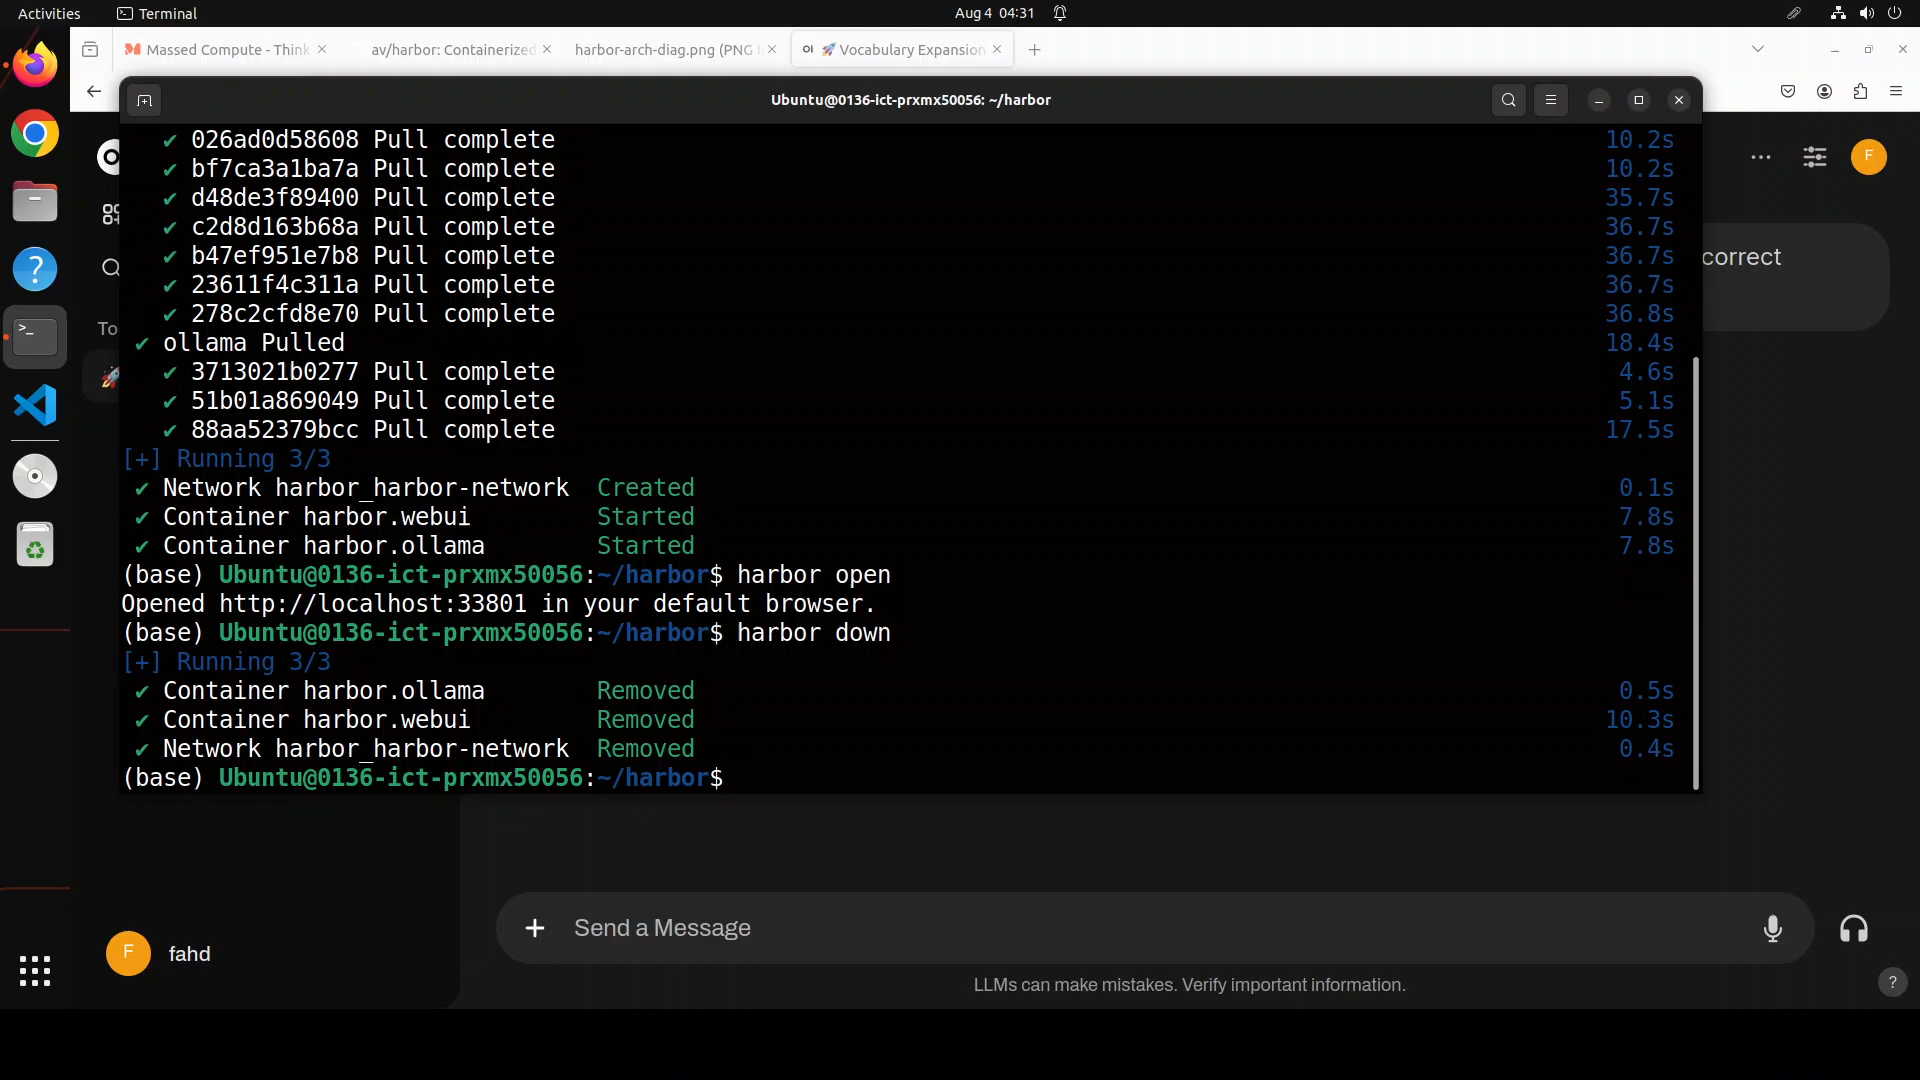 Activities
Terminal
Aug 4 04:31
Massed Compute - Think
av/harbor: Containerized
harbor-arch-diag.png (PNG I
OI 🚀 Vocabulary Expansion
Ubuntu@0136-ict-prxmx50056: ~/harbor
✔ 026ad0d58608 Pull complete 10.2s
✔ bf7ca3a1ba7a Pull complete 10.2s
✔ d48de3f89400 Pull complete 35.7s
✔ c2d8d163b68a Pull complete 36.7s
✔ b47ef951e7b8 Pull complete 36.7s
✔ 23611f4c311a Pull complete 36.7s
✔ 278c2cfd8e70 Pull complete 36.8s
✔ ollama Pulled 18.4s
✔ 3713021b0277 Pull complete 4.6s
✔ 51b01a869049 Pull complete 5.1s
✔ 88aa52379bcc Pull complete 17.5s
[+] Running 3/3
✔ Network harbor_harbor-network Created 0.1s
✔ Container harbor.webui Started 7.8s
✔ Container harbor.ollama Started 7.8s
(base) Ubuntu@0136-ict-prxmx50056:~/harbor$ harbor open
Opened http://localhost:33801 in your default browser.
(base) Ubuntu@0136-ict-prxmx50056:~/harbor$ harbor down
[+] Running 3/3
✔ Container harbor.ollama Removed 0.5s
✔ Container harbor.webui Removed 10.3s
✔ Network harbor_harbor-network Removed 0.4s
(base) Ubuntu@0136-ict-prxmx50056:~/harbor$
To
correct
F
Send a Message
F
fahd
LLMs can make mistakes. Verify important information.
?